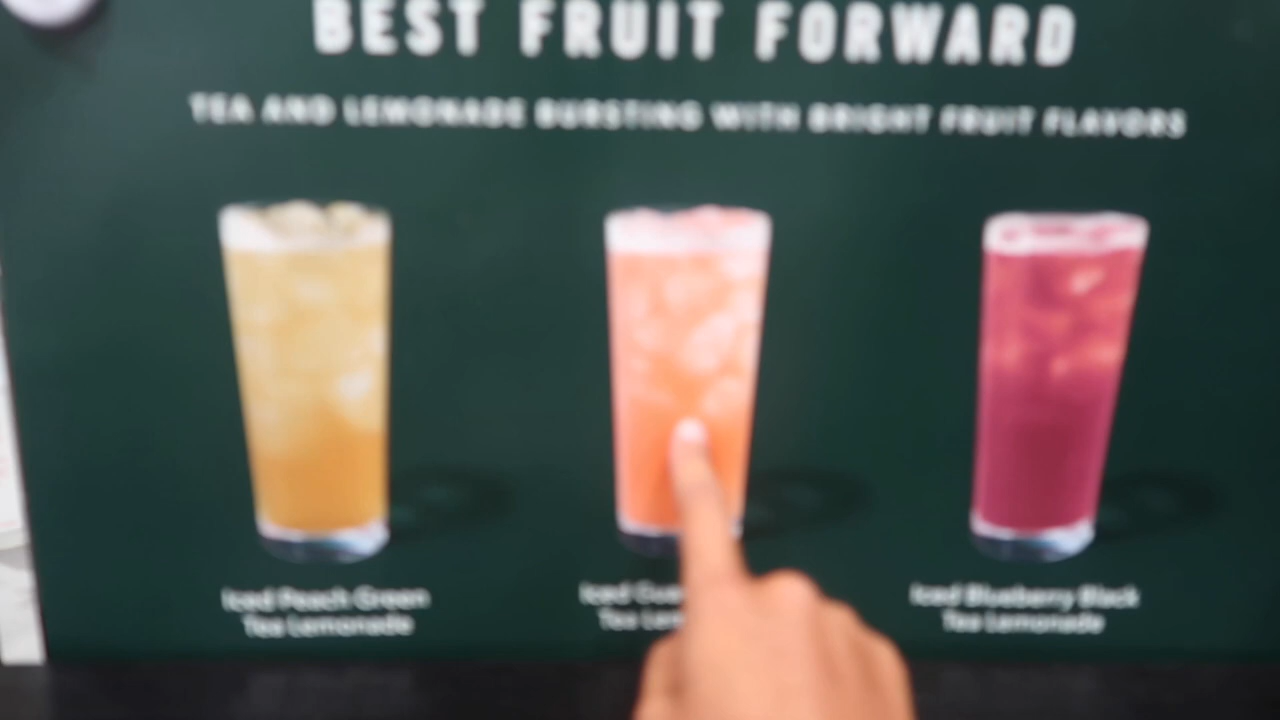 BEST FRUIT FORWARD
TEA AND LEMONADE BURSTING WITH BRIGHT FRUIT FLAVORS
Iced Peach Green
Tea Lemonade
Iced
Tea
Iced Blueberry Black
Tea Lemonade